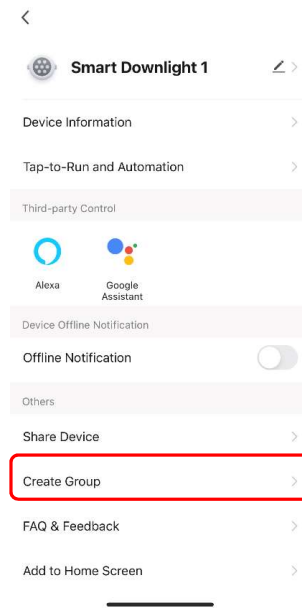 Smart Downlight 1
Device Information
Tap-to-Run and Automation
Third-party Control
Alexa
Google
Assistant
Device Offline Notification
Offline Notification
Others
Share Device
Create Group
FAQ & Feedback
Add to Home Screen